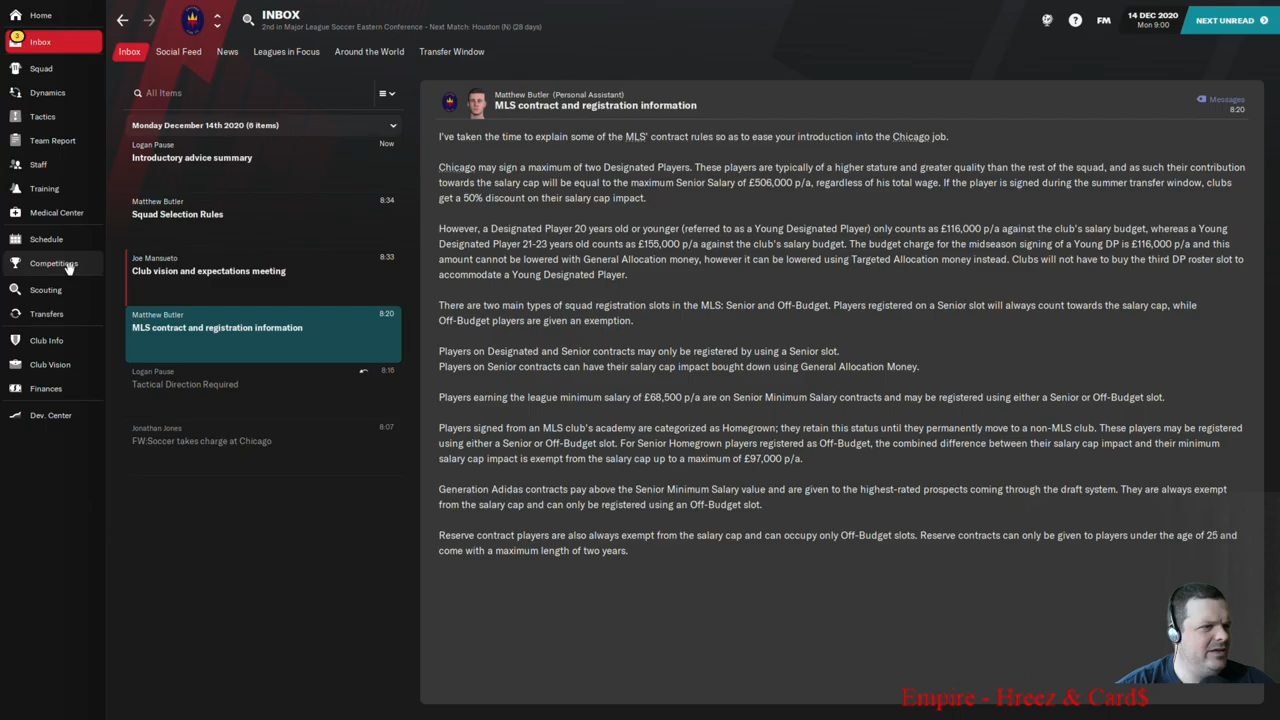 Home
3
Inbox
Squad
Dynamics
Tactics
Team Report
Staff
Training
Medical Center
Schedule
Competitions
Scouting
Transfers
Club Info
Club Vision
Finances
Dev. Center
INBOX
2nd in Major League Soccer Eastern Conference - Next Match: Houston (N) (28 days)
?
FM
14 DEC 2020
Mon 9:00
NEXT UNREAD
Inbox
Social Feed
News
Leagues in Focus
Around the World
Transfer Window
All Items
Monday December 14th 2020 (6 items)
Logan Pause Now
Introductory advice summary
Matthew Butler 8:34
Squad Selection Rules
Joe Mansueto 8:33
Club vision and expectations meeting
Matthew Butler 8:20
MLS contract and registration information
Logan Pause 8:16
Tactical Direction Required
Jonathan Jones 8:07
FW:Soccer takes charge at Chicago
Matthew Butler (Personal Assistant)
MLS contract and registration information
Messages
8:20
I've taken the time to explain some of the MLS' contract rules so as to ease your introduction into the Chicago job.
Chicago may sign a maximum of two Designated Players. These players are typically of a higher stature and greater quality than the rest of the squad, and as such their contribution
towards the salary cap will be equal to the maximum Senior Salary of £506,000 p/a, regardless of his total wage. If the player is signed during the summer transfer window, clubs
get a 50% discount on their salary cap impact.
However, a Designated Player 20 years old or younger (referred to as a Young Designated Player) only counts as £116,000 p/a against the club's salary budget, whereas a Young
Designated Player 21-23 years old counts as £155,000 p/a against the club's salary budget. The budget charge for the midseason signing of a Young DP is £116,000 p/a and this
amount cannot be lowered with General Allocation money, however it can be lowered using Targeted Allocation money instead. Clubs will not have to buy the third DP roster slot to
accommodate a Young Designated Player.
There are two main types of squad registration slots in the MLS: Senior and Off-Budget. Players registered on a Senior slot will always count towards the salary cap, while
Off-Budget players are given an exemption.
Players on Designated and Senior contracts may only be registered by using a Senior slot.
Players on Senior contracts can have their salary cap impact bought down using General Allocation Money.
Players earning the league minimum salary of £68,500 p/a are on Senior Minimum Salary contracts and may be registered using either a Senior or Off-Budget slot.
Players signed from an MLS club's academy are categorized as Homegrown; they retain this status until they permanently move to a non-MLS club. These players may be registered
using either a Senior or Off-Budget slot. For Senior Homegrown players registered as Off-Budget, the combined difference between their salary cap impact and their minimum
salary cap impact is exempt from the salary cap up to a maximum of £97,000 p/a.
Generation Adidas contracts pay above the Senior Minimum Salary value and are given to the highest-rated prospects coming through the draft system. They are always exempt
from the salary cap and can only be registered using an Off-Budget slot.
Reserve contract players are also always exempt from the salary cap and can occupy only Off-Budget slots. Reserve contracts can only be given to players under the age of 25 and
come with a maximum length of two years.
Empire - Hreez & Card$